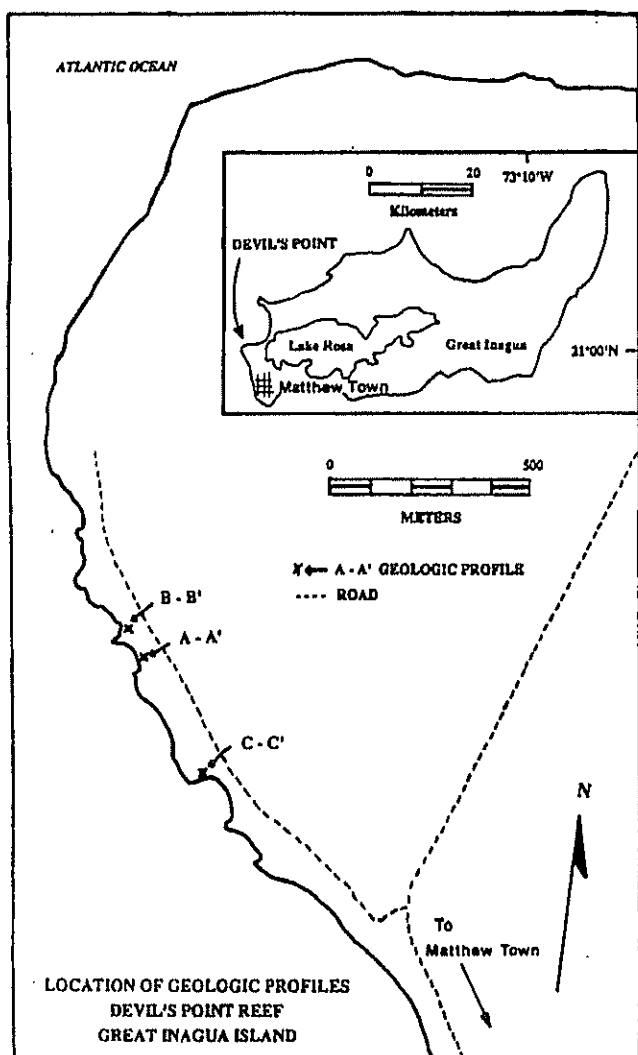 ATLANTIC OCEAN
0 20
Kilometers
73°10'W
DEVIL'S POINT
Lake Rosa
Great Inagua
21°00'N
Matthew Town
0 500
METERS
A - A' GEOLOGIC PROFILE
ROAD
B - B'
A - A'
C - C'
N
To
Matthew Town
LOCATION OF GEOLOGIC PROFILES
DEVIL'S POINT REEF
GREAT INAGUA ISLAND